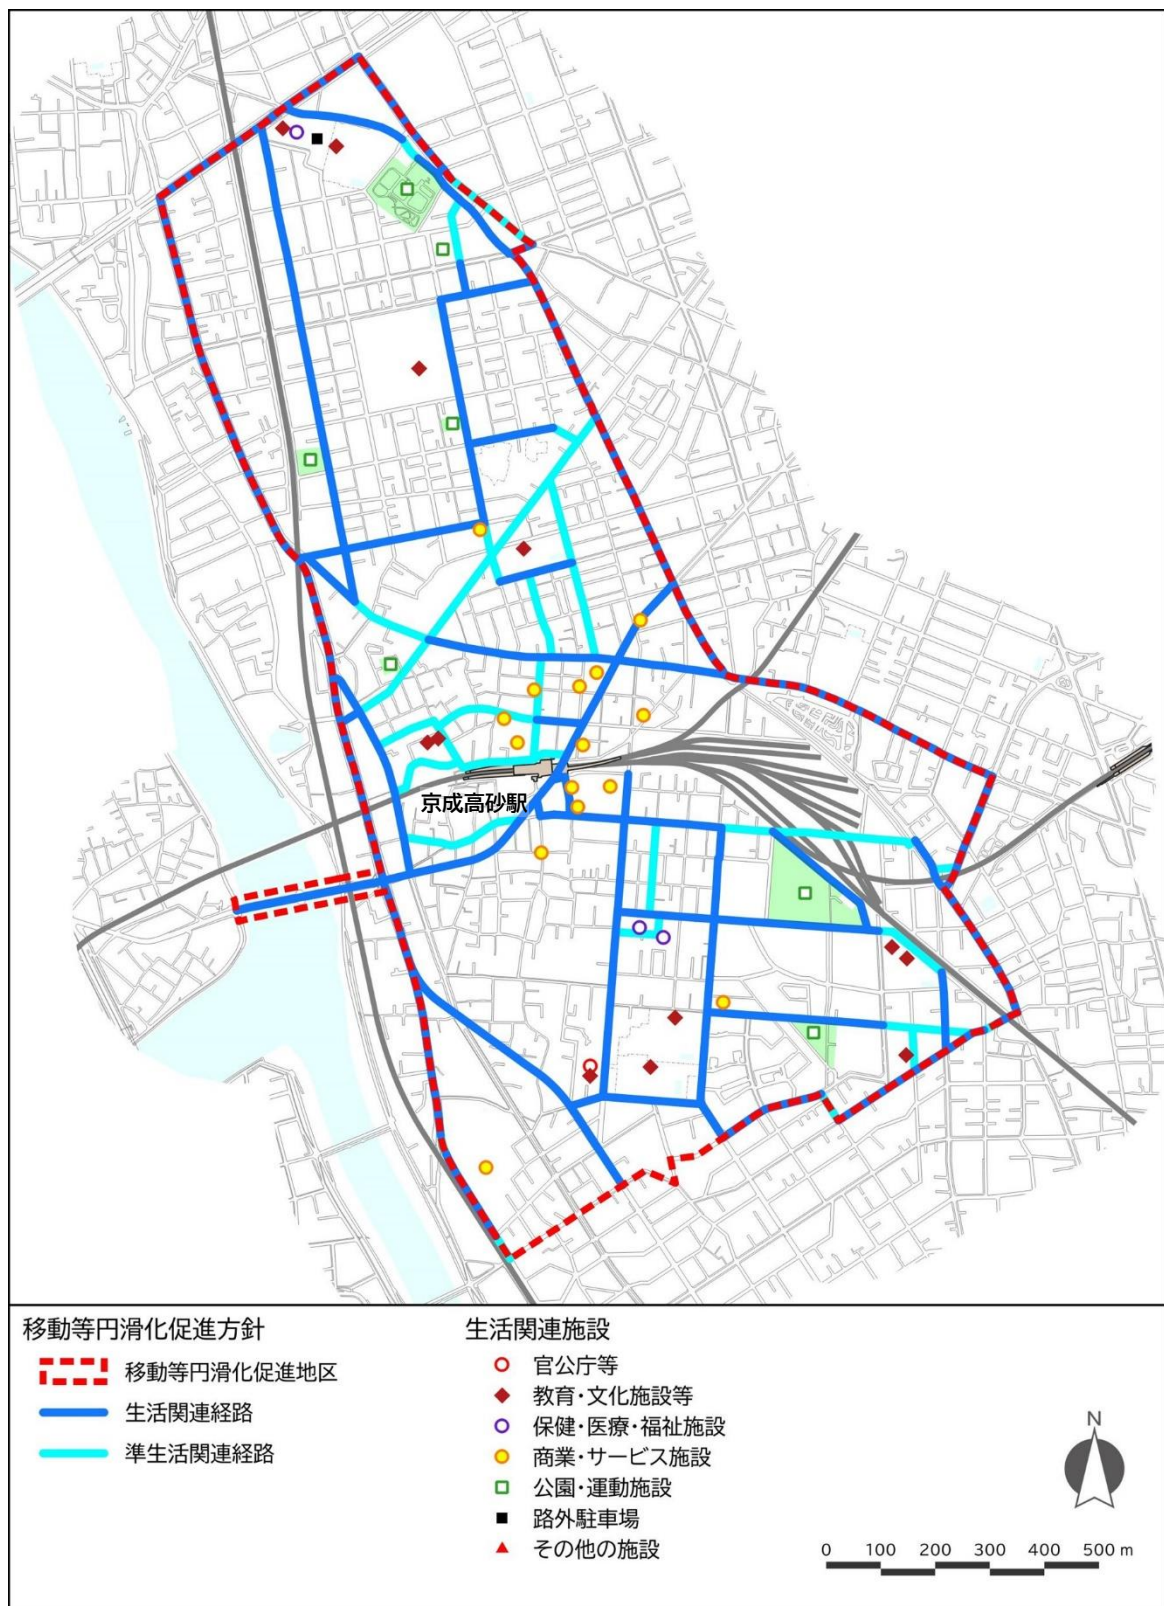 京成高砂駅
移動等円滑化促進方針
移動等円滑化促進地区
生活関連経路
準生活関連経路
生活関連施設
官公庁等
教育・文化施設等
保健・医療・福祉施設
商業・サービス施設
公園・運動施設
路外駐車場
その他の施設
N
0 100 200 300 400 500 m